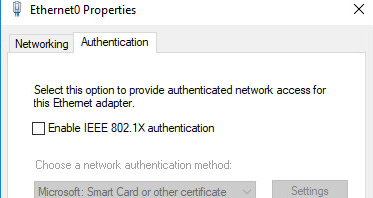 Ethernet0 Properties
Networking Authentication
Select this option to provide authenticated network access for
this Ethernet adapter.
Enable IEEE 802.1X authentication
Choose a network authentication method:
Microsoft: Smart Card or other certificate Settings